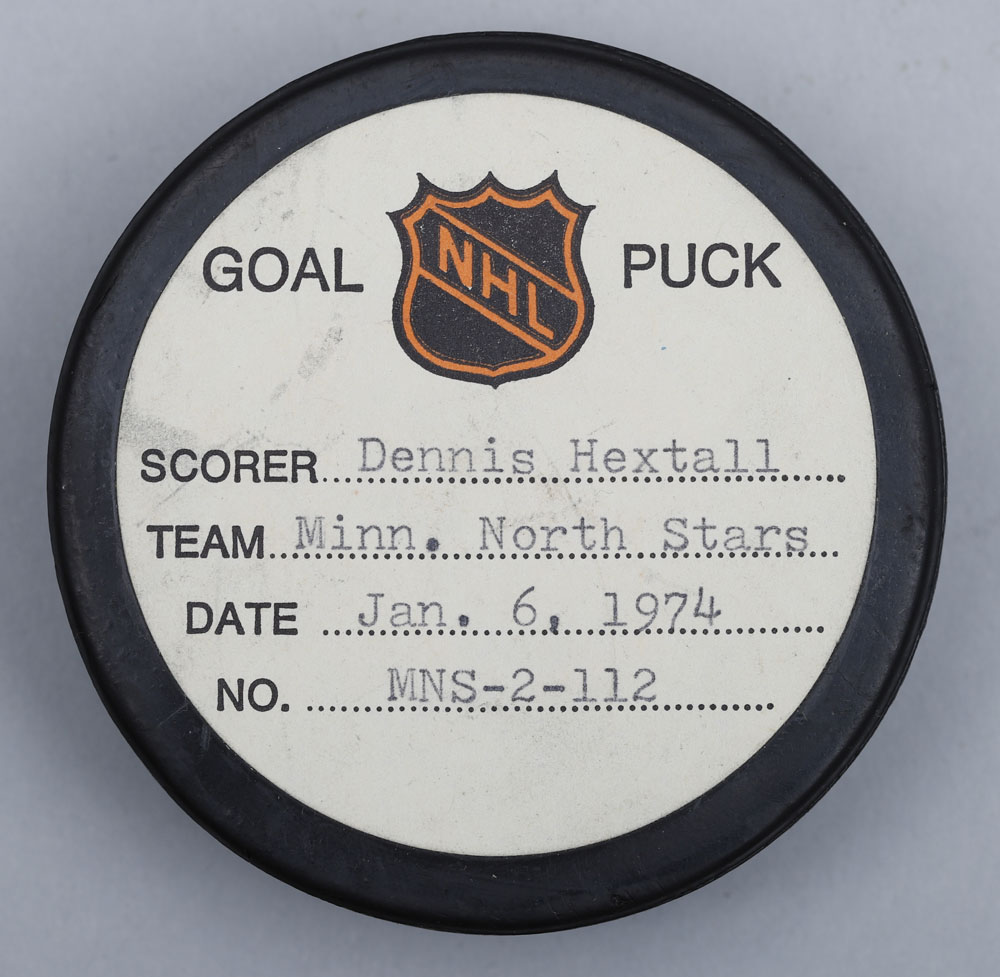 GOAL NHL PUCK
SCORER Dennis Hextall
TEAM Minn. North Stars
DATE Jan. 6, 1974
NO. MNS-2-112